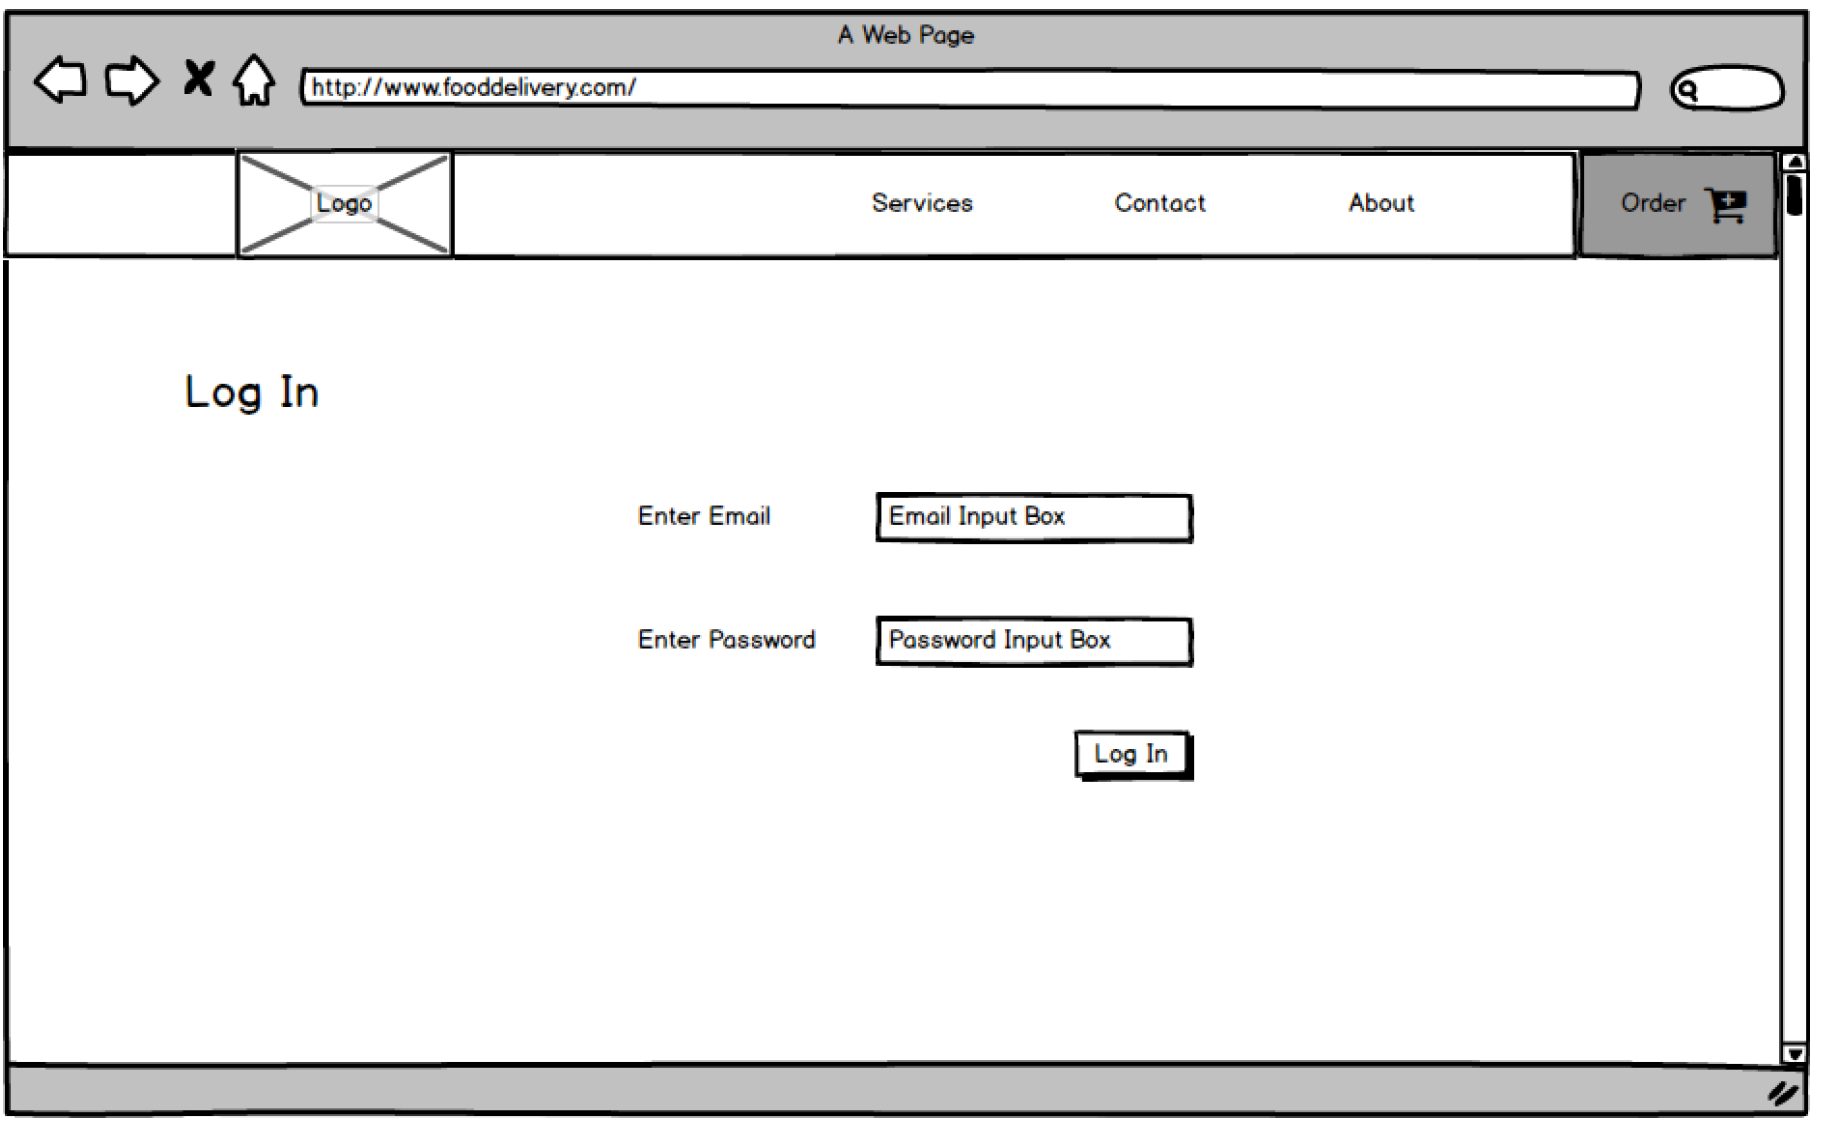 A Web Page
http://www.fooddelivery.com/
Logo
Services
Contact
About
Order
Log In
Enter Email
Email Input Box
Enter Password
Password Input Box
Log In